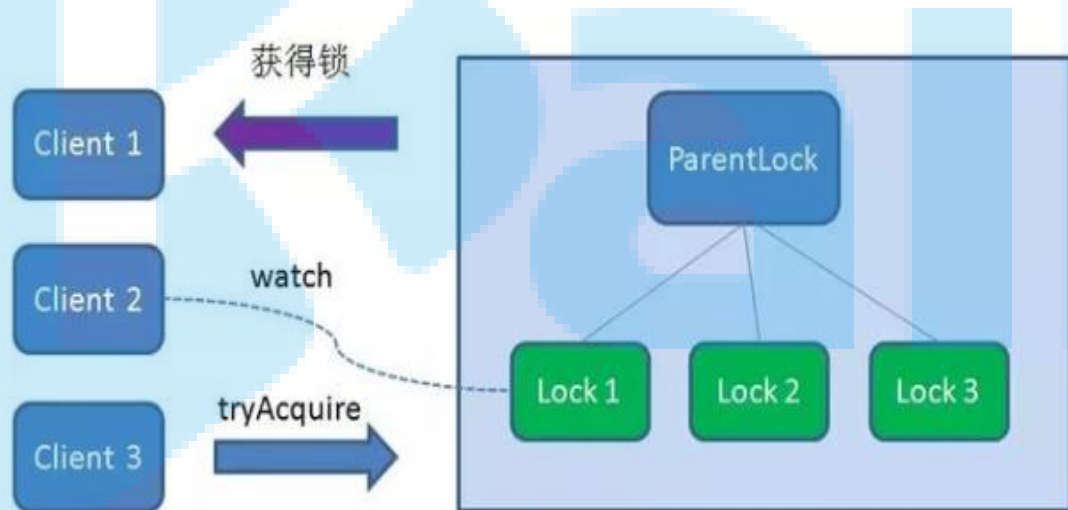 获得锁
Client 1
ParentLock
Client 2
watch
Lock 1
Lock 2
Lock 3
tryAcquire
Client 3